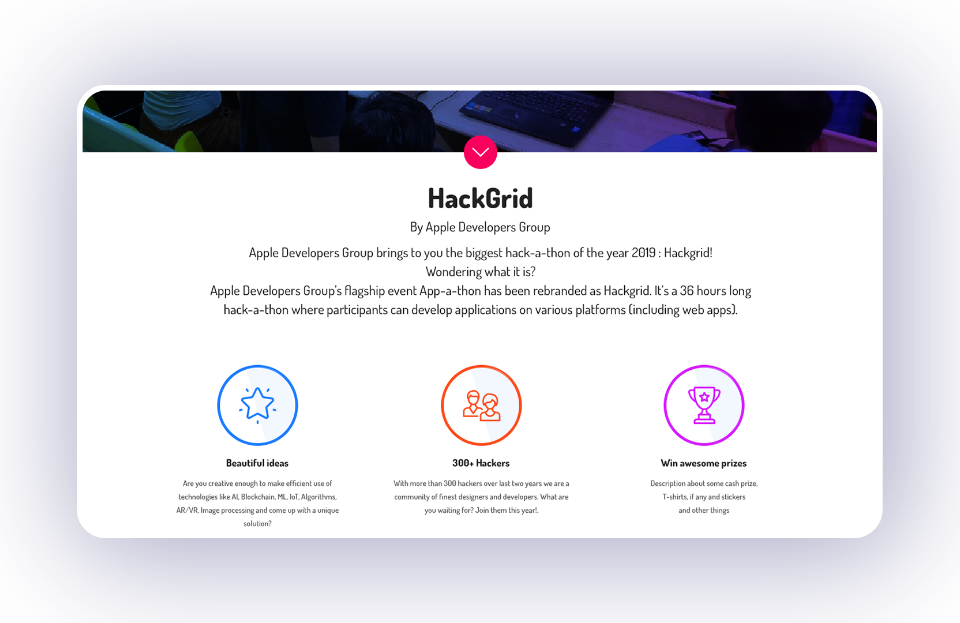 HackGrid
By Apple Developers Group
Apple Developers Group brings to you the biggest hack-a-thon of the year 2019 : Hackgrid!
Wondering what it is?
Apple Developers Group's flagship event App-a-thon has been rebranded as Hackgrid. It's a 36 hours long
hack-a-thon where participants can develop applications on various platforms (including web apps).
Beautiful ideas
Are you creative enough to make efficient use of
technologies like AI, Blockchain, ML, IoT, Algorithms,
AR/VR, Image processing and come up with a unique
solution?
300+ Hackers
With more than 300 hackers over last two years we are a
community of finest designers and developers. What are
you waiting for? Join them this year!.
Win awesome prizes
Description about some cash prize,
T-shirts, if any and stickers
and other things